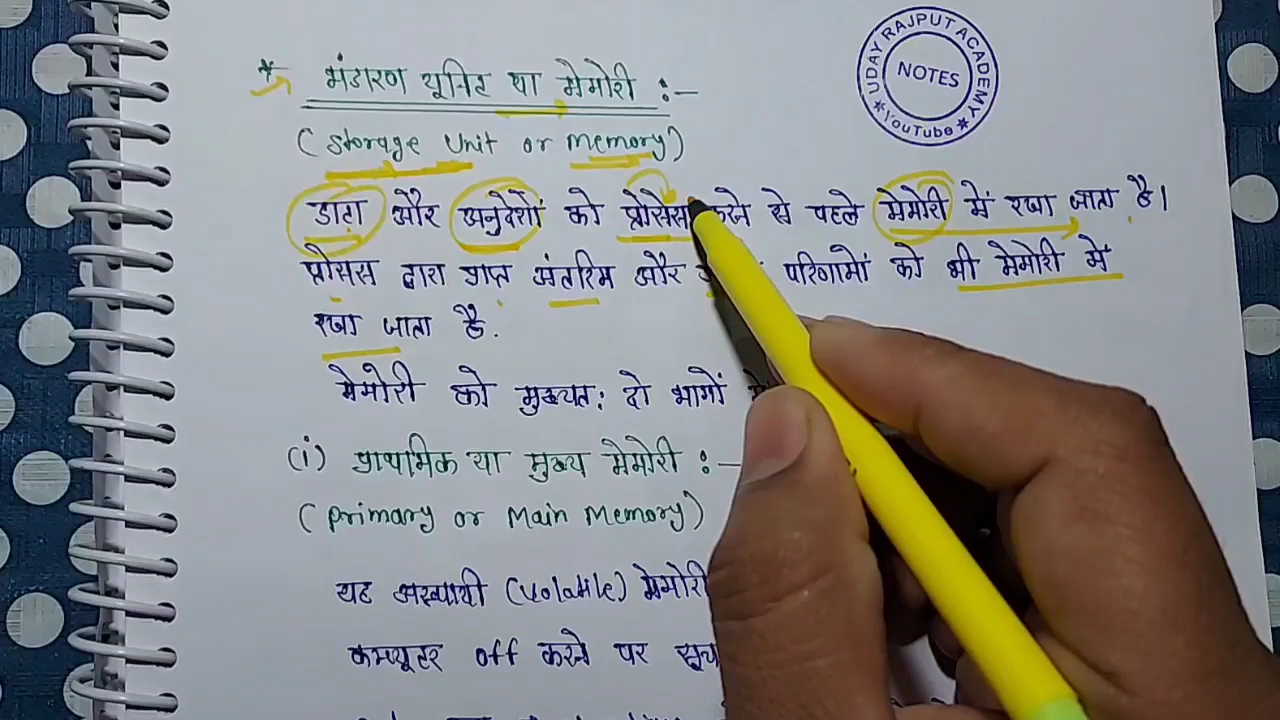 * भंडारण यूनिट या मेमोरी :-
(Storage Unit or Memory)
UDAY RAJPUT ACADEMY
NOTES
* YouTube *
डाटा और अनुदेशों को प्रोसेस करने से पहले मेमोरी में रखा जाता है।
प्रोसेस द्वारा प्राप्त अंतरिम और परिणामों को भी मेमोरी में
रखा जाता है.
मेमोरी को मुख्यत: दो भागों
(i) प्राथमिक या मुख्य मेमोरी :-
(Primary or Main Memory)
यह अस्थायी (Volatile) मेमोरी
कम्प्यूटर off करने पर